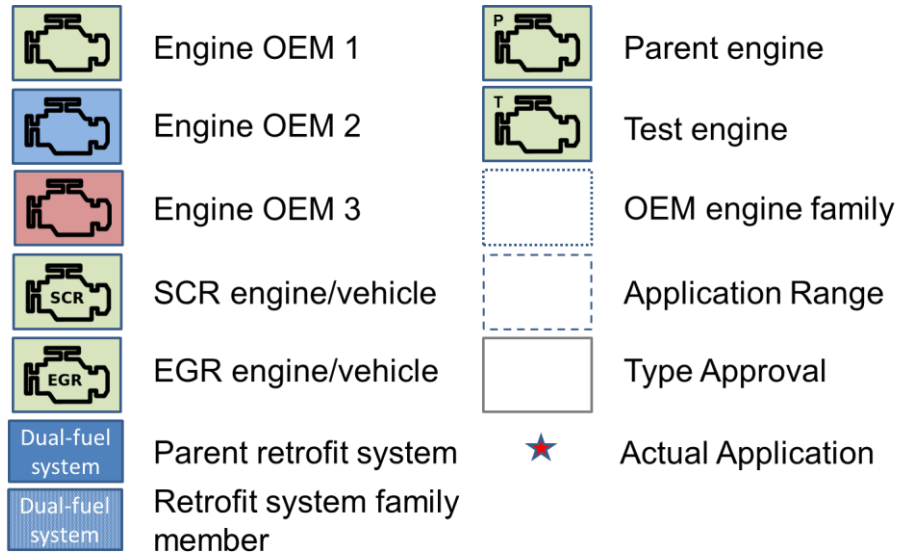 Engine OEM 1
P
Parent engine
Engine OEM 2
T
Test engine
Engine OEM 3
OEM engine family
SCR
SCR engine/vehicle
Application Range
EGR
EGR engine/vehicle
Type Approval
Dual-fuel
system
Parent retrofit system
Actual Application
Dual-fuel
system
Retrofit system family
member